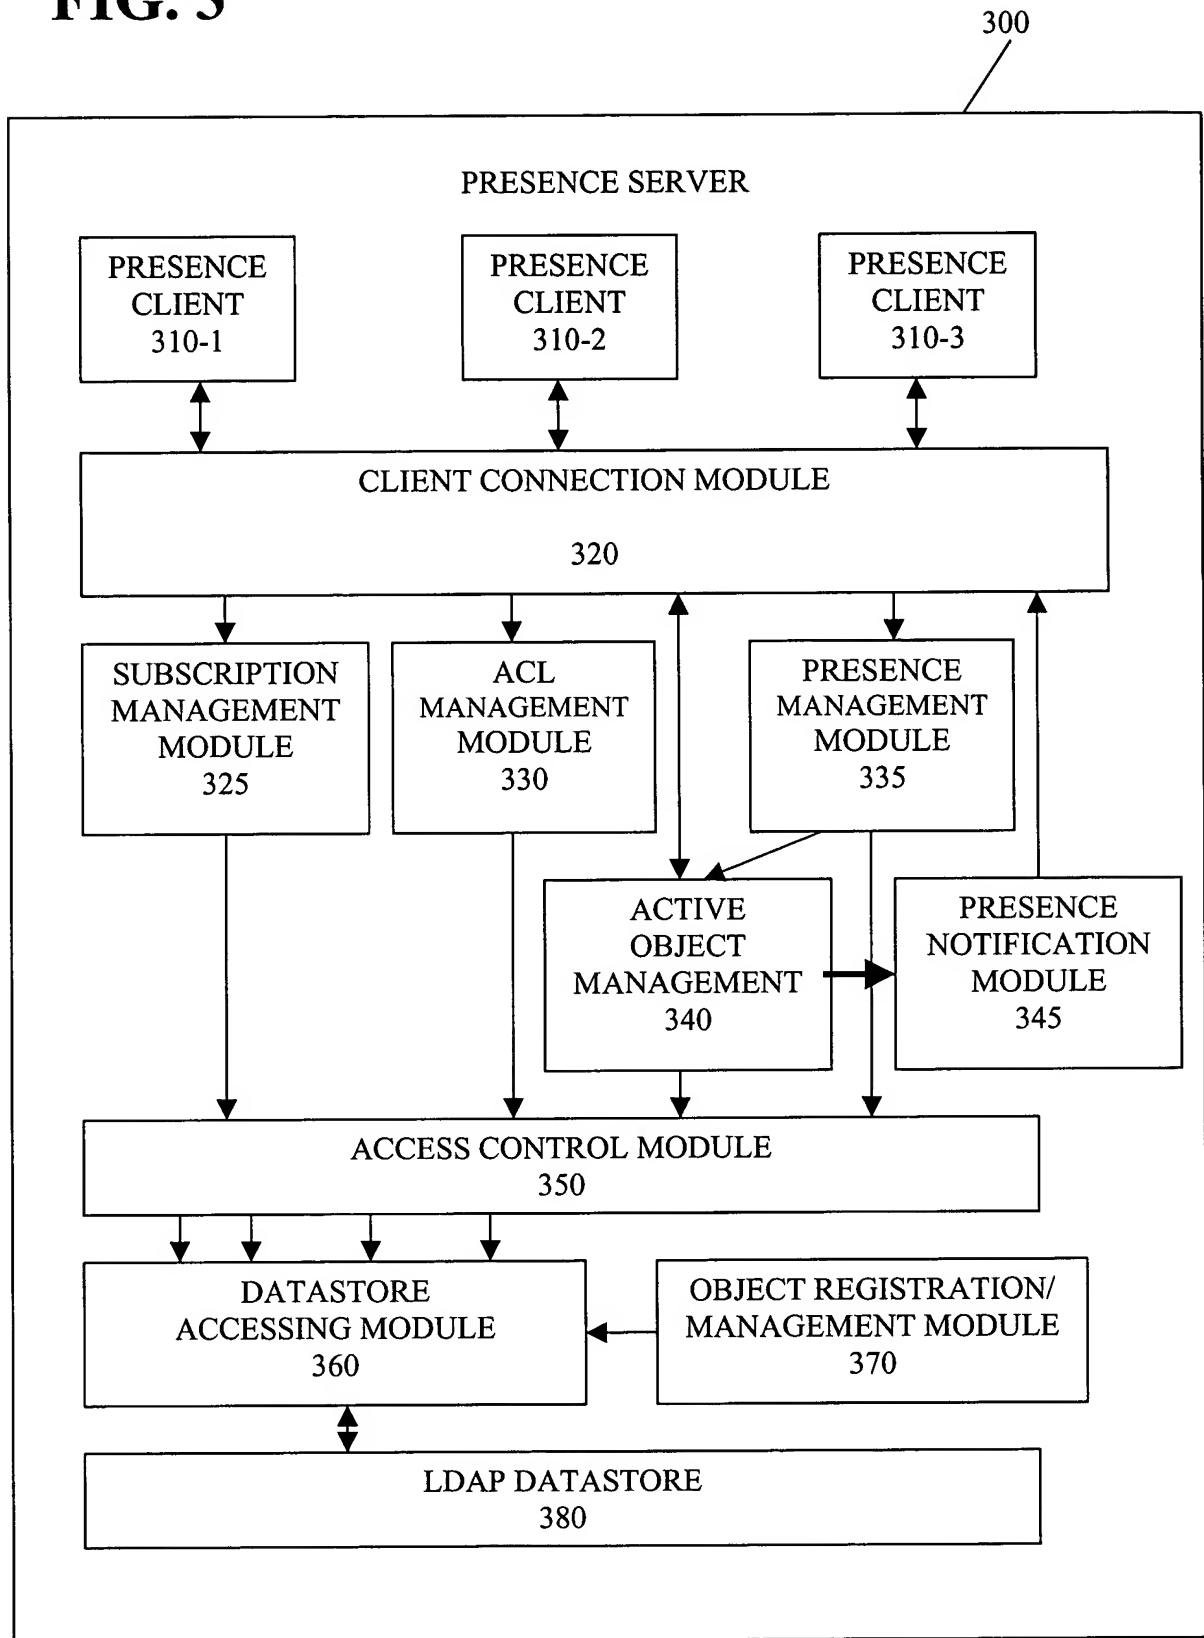 FIG. 3
300
PRESENCE SERVER
PRESENCE
CLIENT
310-1
PRESENCE
CLIENT
310-2
PRESENCE
CLIENT
310-3
CLIENT CONNECTION MODULE
320
SUBSCRIPTION
MANAGEMENT
MODULE
325
ACL
MANAGEMENT
MODULE
330
PRESENCE
MANAGEMENT
MODULE
335
ACTIVE
OBJECT
MANAGEMENT
340
PRESENCE
NOTIFICATION
MODULE
345
ACCESS CONTROL MODULE
350
DATASTORE
ACCESSING MODULE
360
OBJECT REGISTRATION/
MANAGEMENT MODULE
370
LDAP DATASTORE
380